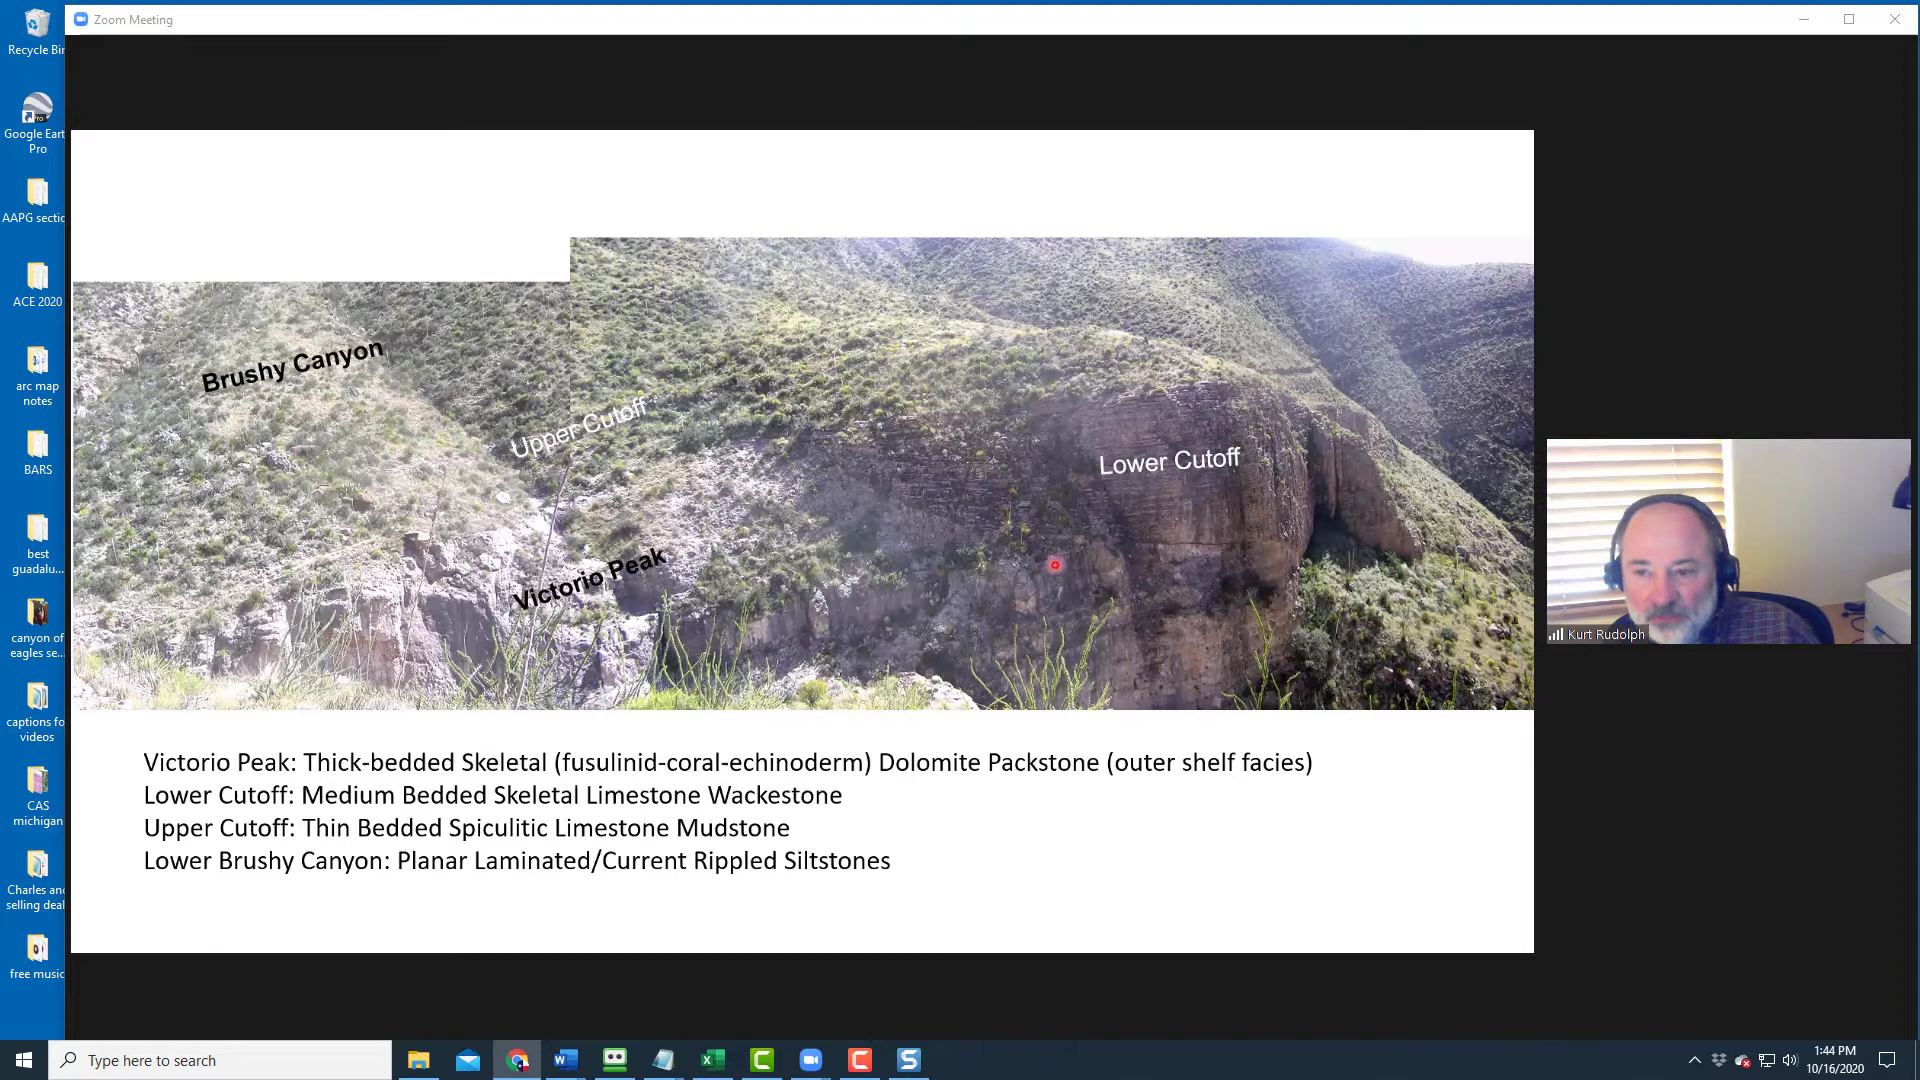 Zoom Meeting
Recycle Bin
Google Eart
Pro
AAPG sectio
ACE 2020
arc map
notes
BARS
best
guadalu...
canyon of
eagles se...
captions fo
videos
CAS
michigan
Charles and
selling deal
free music
Brushy Canyon
Upper Cutoff
Lower Cutoff
Victorio Peak
Victorio Peak: Thick-bedded Skeletal (fusulinid-coral-echinoderm) Dolomite Packstone (outer shelf facies)
Lower Cutoff: Medium Bedded Skeletal Limestone Wackestone
Upper Cutoff: Thin Bedded Spiculitic Limestone Mudstone
Lower Brushy Canyon: Planar Laminated/Current Rippled Siltstones
Kurt Rudolph
Type here to search
1:44 PM
10/16/2020